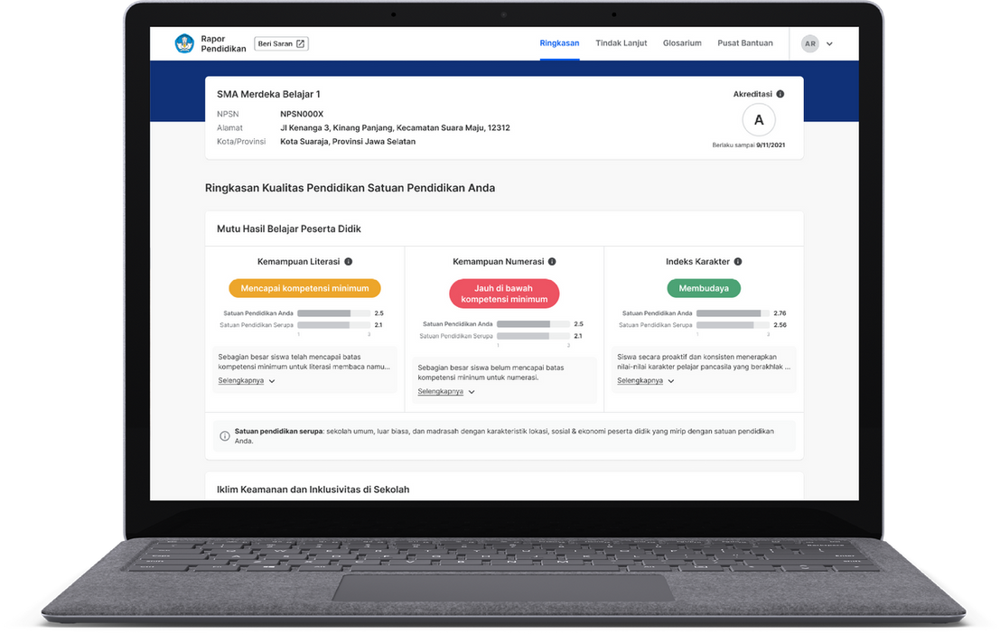 Rapor
Pendidikan
Beri Saran
Ringkasan
Tindak Lanjut
Glosarium
Pusat Bantuan
AR
SMA Merdeka Belajar 1
NPSN NPSN000X
Alamat Jl Kenanga 3, Kinang Panjang, Kecamatan Suara Maju, 12312
Kota/Provinsi Kota Suaraja, Provinsi Jawa Selatan
Akreditasi
A
Berlaku sampai 9/11/2021
Ringkasan Kualitas Pendidikan Satuan Pendidikan Anda
Mutu Hasil Belajar Peserta Didik
Kemampuan Literasi
Mencapai kompetensi minimum
Satuan Pendidikan Anda 2.5
Satuan Pendidikan Serupa 2.1
1 3
Sebagian besar siswa telah mencapai batas
kompetensi minimum untuk literasi membaca namu...
Selengkapnya
Kemampuan Numerasi
Jauh di bawah
kompetensi minimum
Satuan Pendidikan Anda 2.5
Satuan Pendidikan Serupa 2.1
1 3
Sebagian besar siswa belum mencapai batas
kompetensi mininum untuk numerasi.
Selengkapnya
Indeks Karakter
Membudaya
Satuan Pendidikan Anda 2.76
Satuan Pendidikan Serupa 2.56
1 3
Siswa secara proaktif dan konsisten menerapkan
nilai-nilai karakter pelajar pancasila yang berakhlak ...
Selengkapnya
Satuan pendidikan serupa: sekolah umum, luar biasa, dan madrasah dengan karakteristik lokasi, sosial & ekonomi peserta didik yang mirip dengan satuan pendidikan
Anda.
Iklim Keamanan dan Inklusivitas di Sekolah